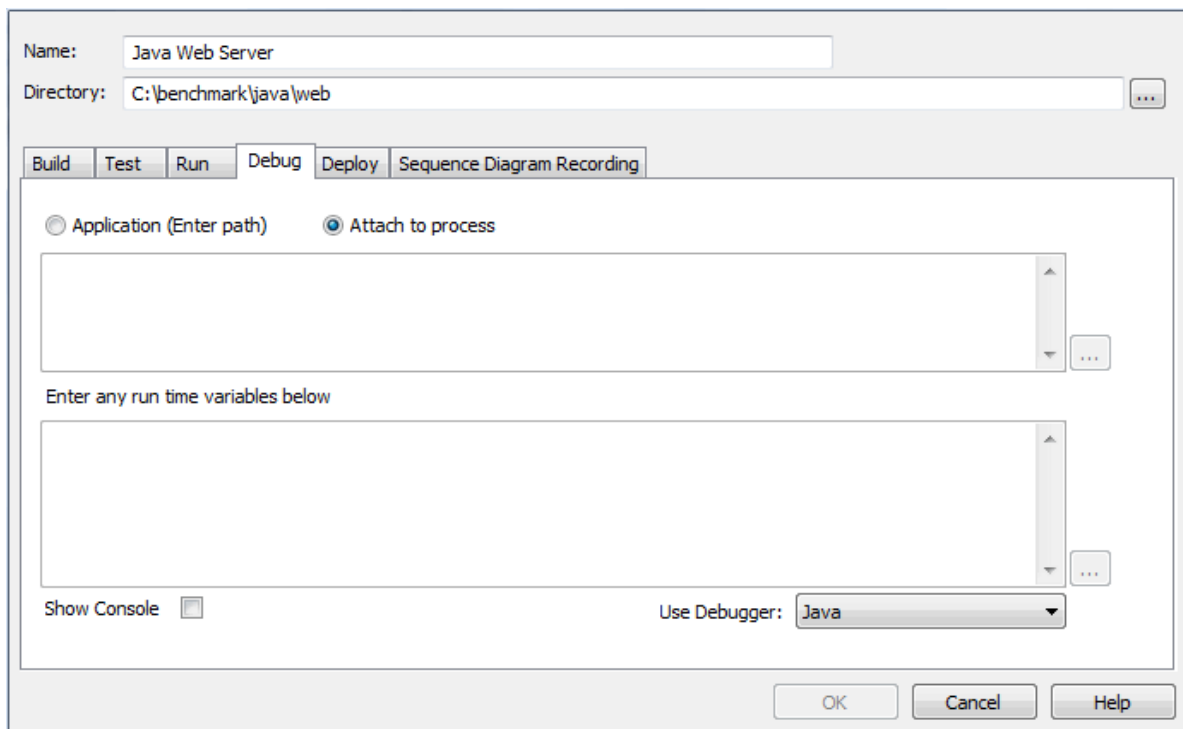 Name: Java Web Server
Directory: C:\benchmark\java\web ...
Build Test Run Debug Deploy Sequence Diagram Recording
Application (Enter path) Attach to process
...
Enter any run time variables below
...
Show Console Use Debugger: Java
OK Cancel Help